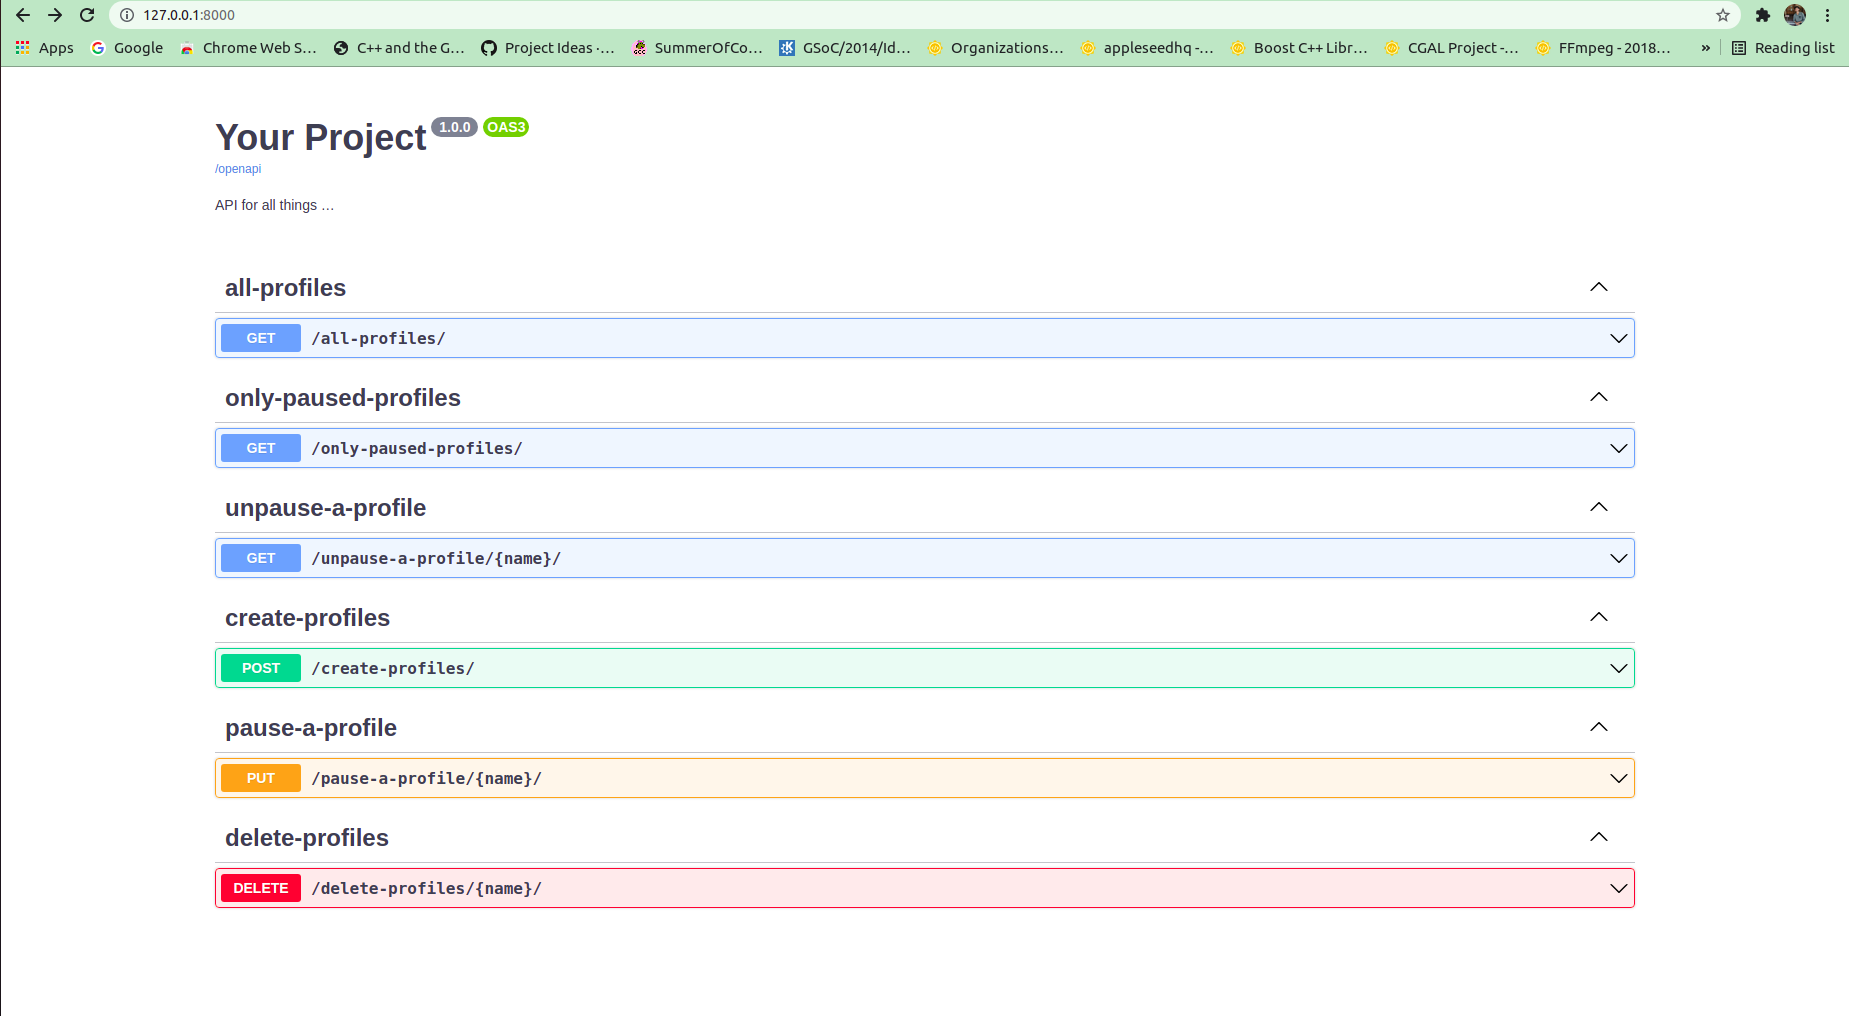 127.0.0.1:8000
Apps Google Chrome Web S... C++ and the G... Project Ideas ·... SummerOfCo... GSoC/2014/Id... Organizations... appleseedhq -... Boost C++ Libr... CGAL Project -... FFmpeg - 2018... » Reading list
Your Project 1.0.0 OAS3
/openapi
API for all things …
all-profiles
GET /all-profiles/
only-paused-profiles
GET /only-paused-profiles/
unpause-a-profile
GET /unpause-a-profile/{name}/
create-profiles
POST /create-profiles/
pause-a-profile
PUT /pause-a-profile/{name}/
delete-profiles
DELETE /delete-profiles/{name}/